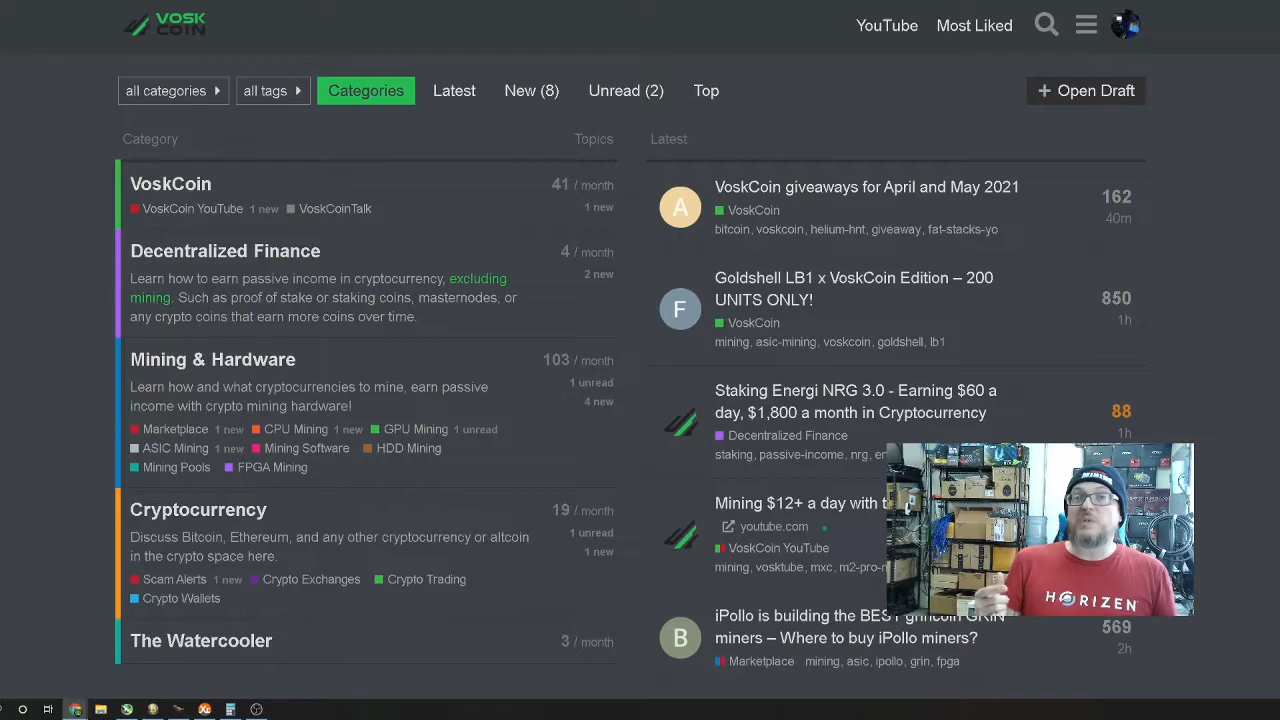 VOSK
COIN
YouTube
Most Liked
all categories
all tags
Categories
Latest
New (8)
Unread (2)
Top
+ Open Draft
Category
Topics
VoskCoin
41 / month
VoskCoin YouTube 1 new VoskCoinTalk
1 new
Decentralized Finance
4 / month
Learn how to earn passive income in cryptocurrency, excluding
2 new
mining. Such as proof of stake or staking coins, masternodes, or
any crypto coins that earn more coins over time.
Mining & Hardware
103 / month
Learn how and what cryptocurrencies to mine, earn passive
1 unread
income with crypto mining hardware!
4 new
Marketplace 1 new CPU Mining 1 new GPU Mining 1 unread
ASIC Mining 1 new Mining Software HDD Mining
Mining Pools FPGA Mining
Cryptocurrency
19 / month
Discuss Bitcoin, Ethereum, and any other cryptocurrency or altcoin
1 unread
in the crypto space here.
1 new
Scam Alerts 1 new Crypto Exchanges Crypto Trading
Crypto Wallets
The Watercooler
3 / month
Latest
A
VoskCoin giveaways for April and May 2021
162
VoskCoin
40m
bitcoin, voskcoin, helium-hnt, giveaway, fat-stacks-yo
F
Goldshell LB1 x VoskCoin Edition – 200
UNITS ONLY!
850
VoskCoin
1h
mining, asic-mining, voskcoin, goldshell, lb1
Staking Energi NRG 3.0 - Earning $60 a
day, $1,800 a month in Cryptocurrency
88
Decentralized Finance
1h
staking, passive-income, nrg,
Mining $12+ a day with
youtube.com
VoskCoin YouTube
mining, vosktube, mxc,
B
iPollo is building the BEST grincoin GRIN
miners – Where to buy iPollo miners?
569
2h
Marketplace mining, asic, ipollo, grin, fpga
HORIZEN